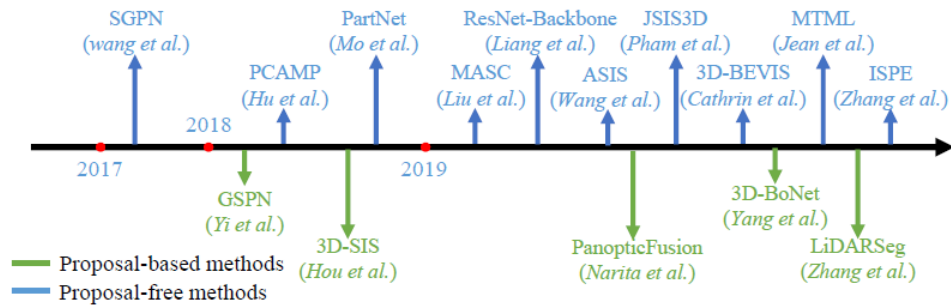 SGPN
(wang et al.)
PartNet
(Mo et al.)
ResNet-Backbone
(Liang et al.)
JSIS3D
(Pham et al.)
MTML
(Jean et al.)
PCAMP
(Hu et al.)
MASC
(Liu et al.)
ASIS
(Wang et al.)
3D-BEVIS
(Cathrin et al.)
ISPE
(Zhang et al.)
2018
2017
2019
GSPN
(Yi et al.)
3D-SIS
(Hou et al.)
PanopticFusion
(Narita et al.)
3D-BoNet
(Yang et al.)
LiDARSeg
(Zhang et al.)
Proposal-based methods
Proposal-free methods